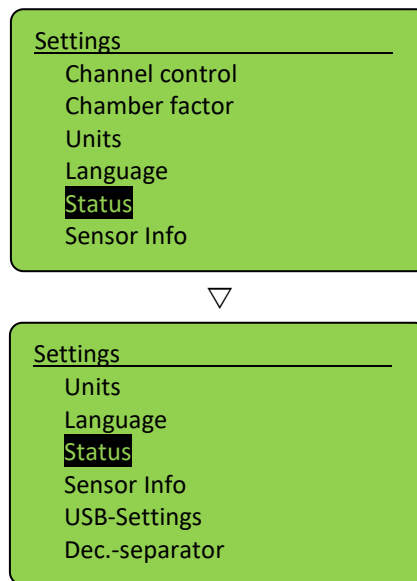 Settings
Channel control
Chamber factor
Units
Language
Status
Sensor Info
Settings
Units
Language
Status
Sensor Info
USB-Settings
Dec.-separator